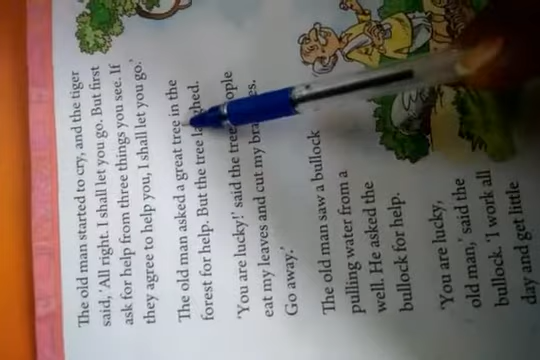 The old man started to cry, and the tiger
said, 'All right. I shall let you go. But first
ask for help from three things you see. If
they agree to help you, I shall let you go.'
The old man asked a great tree in the
forest for help. But the tree
'You are lucky!' said the
eat my leaves and cut my
Go away.'
The old man saw a bullock
pulling water from a
well. He asked the
bullock for help.
'You are lucky,
old man,' said the
bullock. 'I work all
day and get little